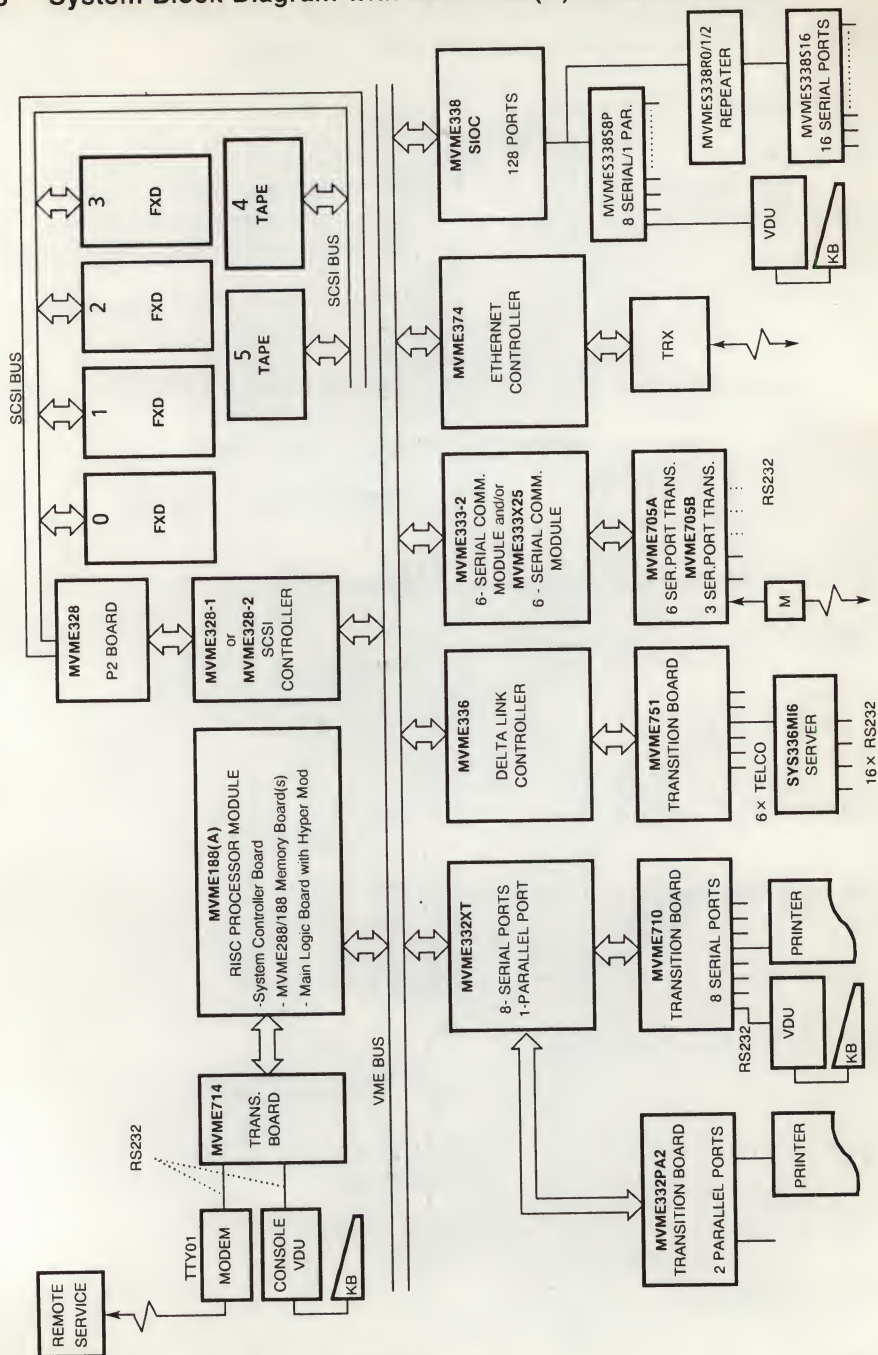 System Block Diagram with
REMOTE
SERVICE
TTY01
MODEM
CONSOLE
VDU
KB
RS232
MVME714
TRANS.
BOARD
MVME188(A)
RISC PROCESSOR MODULE
-System Controller Board
- MVME288/188 Memory Board(s)
- Main Logic Board with Hyper Mod
MVME328
P2 BOARD
MVME328-1
or
MVME328-2
SCSI
CONTROLLER
SCSI BUS
0
FXD
1
FXD
2
FXD
3
FXD
5
TAPE
4
TAPE
SCSI BUS
VME BUS
MVME332XT
8- SERIAL PORTS
1-PARALLEL PORT
MVME336
DELTA LINK
CONTROLLER
MVME333-2
6- SERIAL COMM.
MODULE and/or
MVME333X25
6 - SERIAL COMM.
MODULE
MVME374
ETHERNET
CONTROLLER
MVME338
SIOC
128 PORTS
MVME332PA2
TRANSITION BOARD
2 PARALLEL PORTS
PRINTER
MVME710
TRANSITION BOARD
8 SERIAL PORTS
RS232
VDU
KB
PRINTER
MVME751
TRANSITION BOARD
6 × TELCO
SYS336MI6
SERVER
16× RS232
MVME705A
6 SER.PORT TRANS.
MVME705B
3 SER.PORT TRANS.
RS232
M
TRX
MVMES338S8P
8 SERIAL/1 PAR.
VDU
KB
MVMES338R0/1/2
REPEATER
MVMES338S16
16 SERIAL PORTS